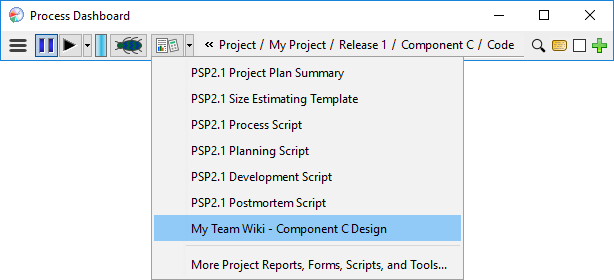 Process Dashboard
« Project / My Project / Release 1 / Component C / Code
PSP2.1 Project Plan Summary
PSP2.1 Size Estimating Template
PSP2.1 Process Script
PSP2.1 Planning Script
PSP2.1 Development Script
PSP2.1 Postmortem Script
My Team Wiki - Component C Design
More Project Reports, Forms, Scripts, and Tools...